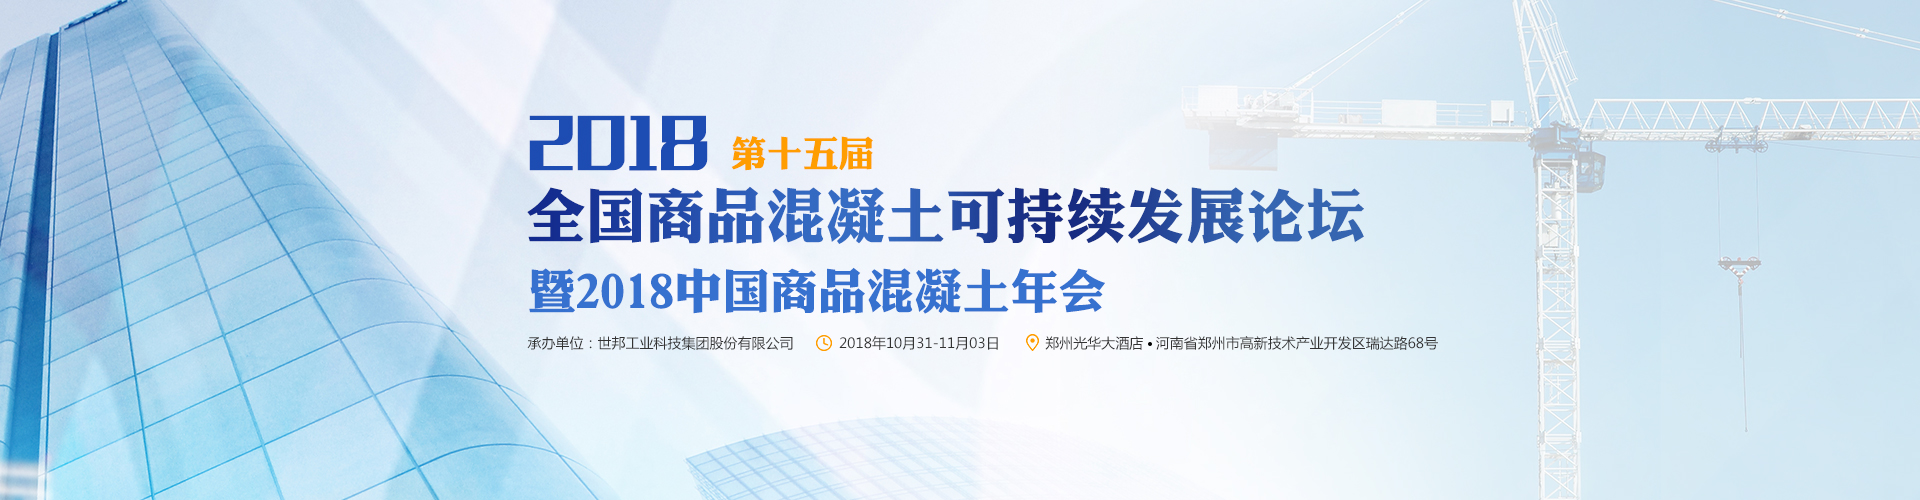 2018 第十五届
全国商品混凝土可持续发展论坛
暨2018中国商品混凝土年会
承办单位：世邦工业科技集团股份有限公司 2018年10月31-11月03日 郑州光华大酒店 • 河南省郑州市高新技术产业开发区瑞达路68号